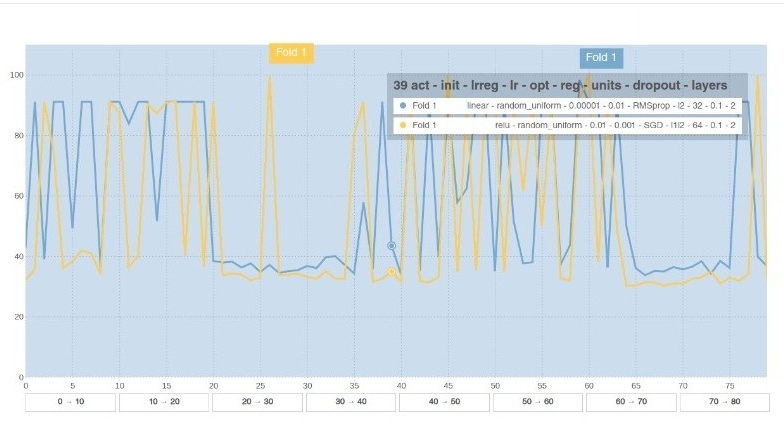 Fold 1
Fold 1
39 act - init - lrreg - lr - opt - reg - units - dropout - layers
Fold 1 linear - random_uniform - 0.00001 - 0.01 - RMSprop - l2 - 32 - 0.1 - 2
Fold 1 relu - random_uniform - 0.01 - 0.001 - SGD - l1l2 - 64 - 0.1 - 2
100
80
60
40
20
0
0 5 10 15 20 25 30 35 40 45 50 55 60 65 70 75
0 → 10 10 → 20 20 → 30 30 → 40 40 → 50 50 → 60 60 → 70 70 → 80